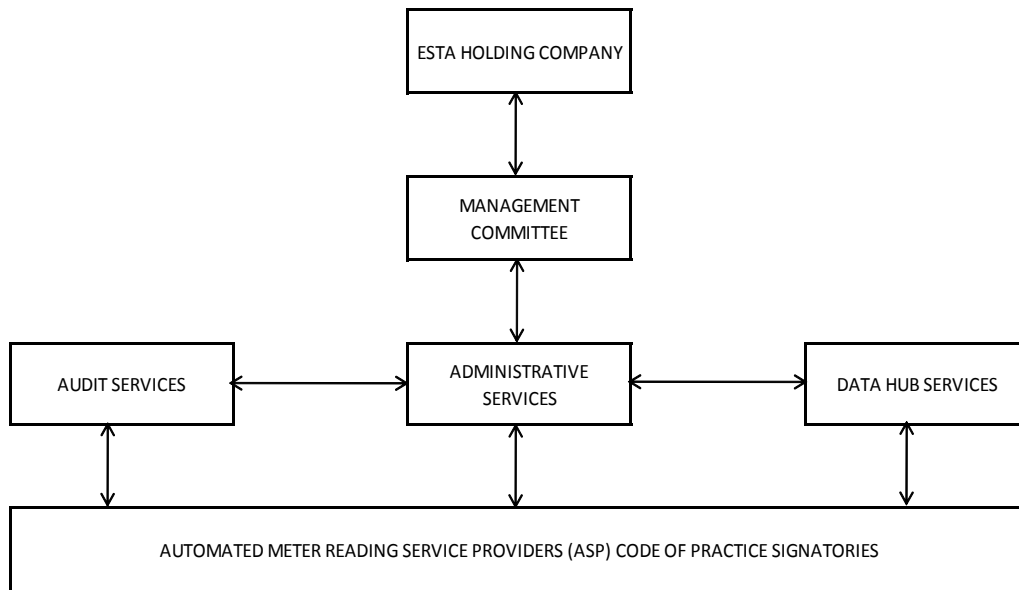 ESTA HOLDING COMPANY
MANAGEMENT
COMMITTEE
AUDIT SERVICES
ADMINISTRATIVE
SERVICES
DATA HUB SERVICES
AUTOMATED METER READING SERVICE PROVIDERS (ASP) CODE OF PRACTICE SIGNATORIES